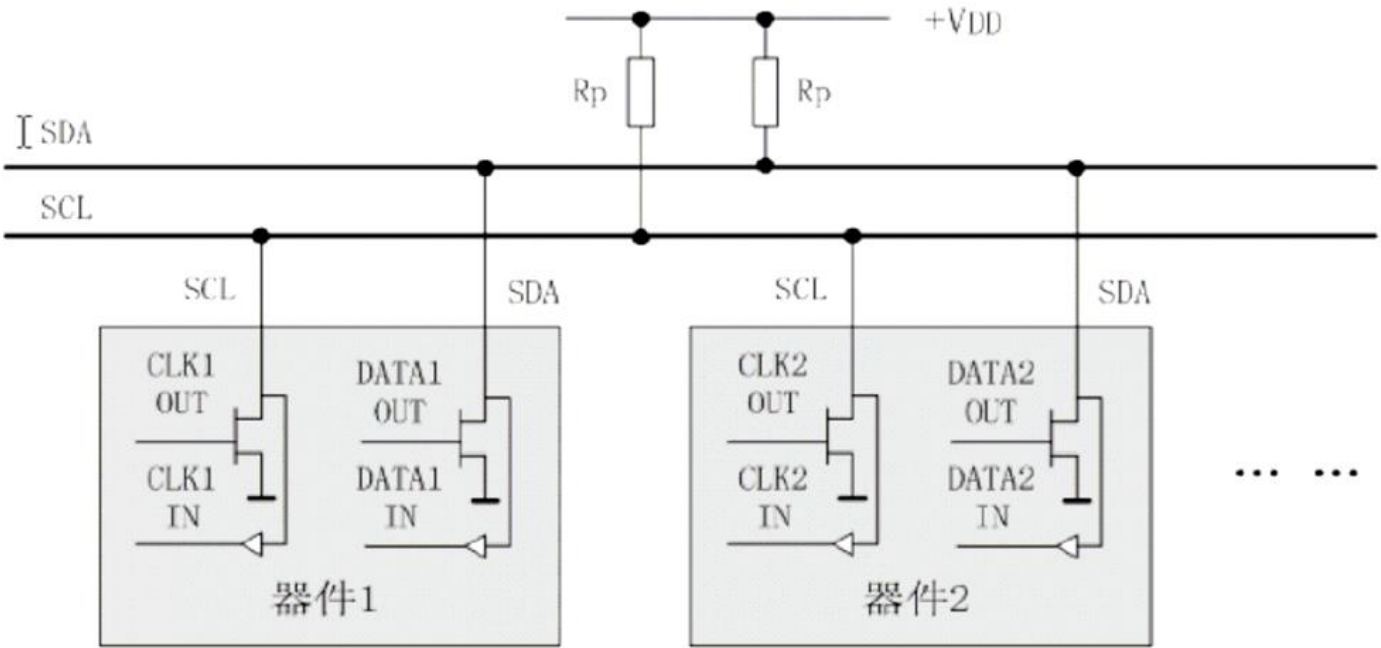 +VDD
Rp
Rp
SDA
SCL
SCL
SDA
SCL
SDA
CLK1
OUT
DATA1
OUT
CLK1
IN
DATA1
IN
器件1
CLK2
OUT
DATA2
OUT
CLK2
IN
DATA2
IN
器件2
... ...